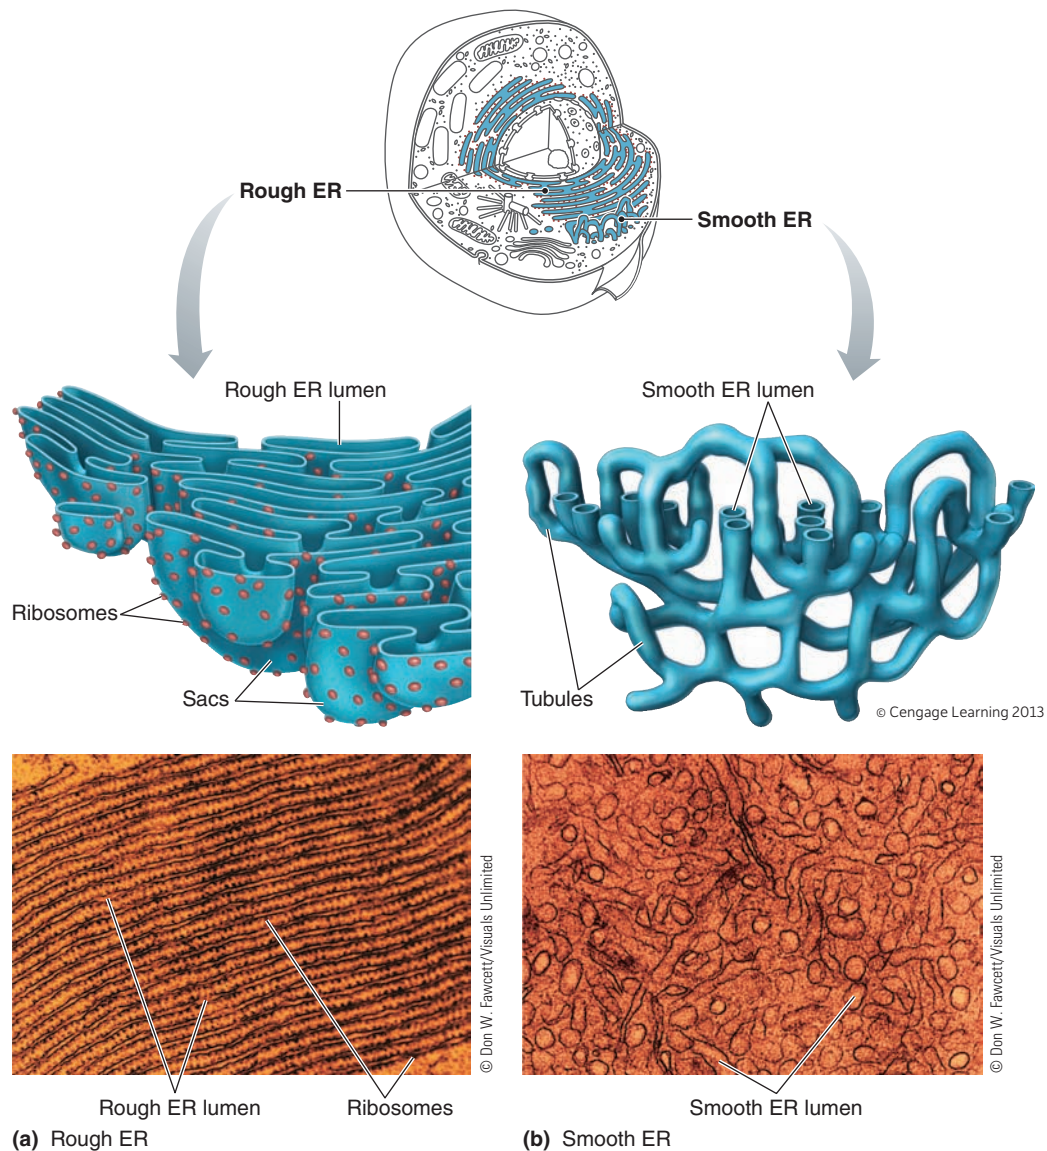 Rough ER
Smooth ER
Rough ER lumen
Ribosomes
Sacs
Smooth ER lumen
Tubules
© Cengage Learning 2013
© Don W. Fawcett/Visuals Unlimited
© Don W. Fawcett/Visuals Unlimited
Rough ER lumen
Ribosomes
Smooth ER lumen
(a) Rough ER
(b) Smooth ER